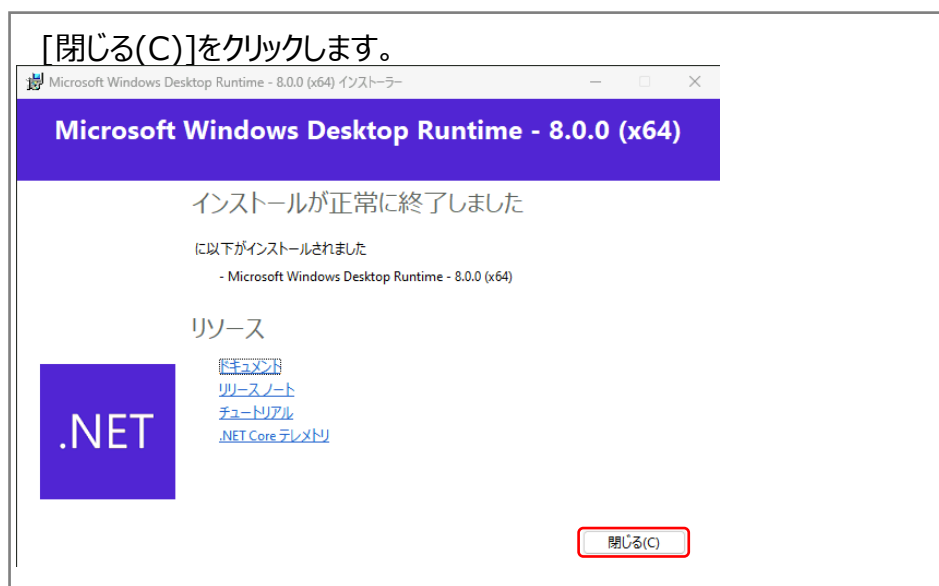 [閉じる(C)]をクリックします。
Microsoft Windows Desktop Runtime - 8.0.0 (x64) インストーラー
Microsoft Windows Desktop Runtime - 8.0.0 (x64)
インストールが正常に終了しました
に以下がインストールされました
- Microsoft Windows Desktop Runtime - 8.0.0 (x64)
リソース
ドキュメント
リリース ノート
チュートリアル
.NET Core テレメトリ
.NET
閉じる(C)